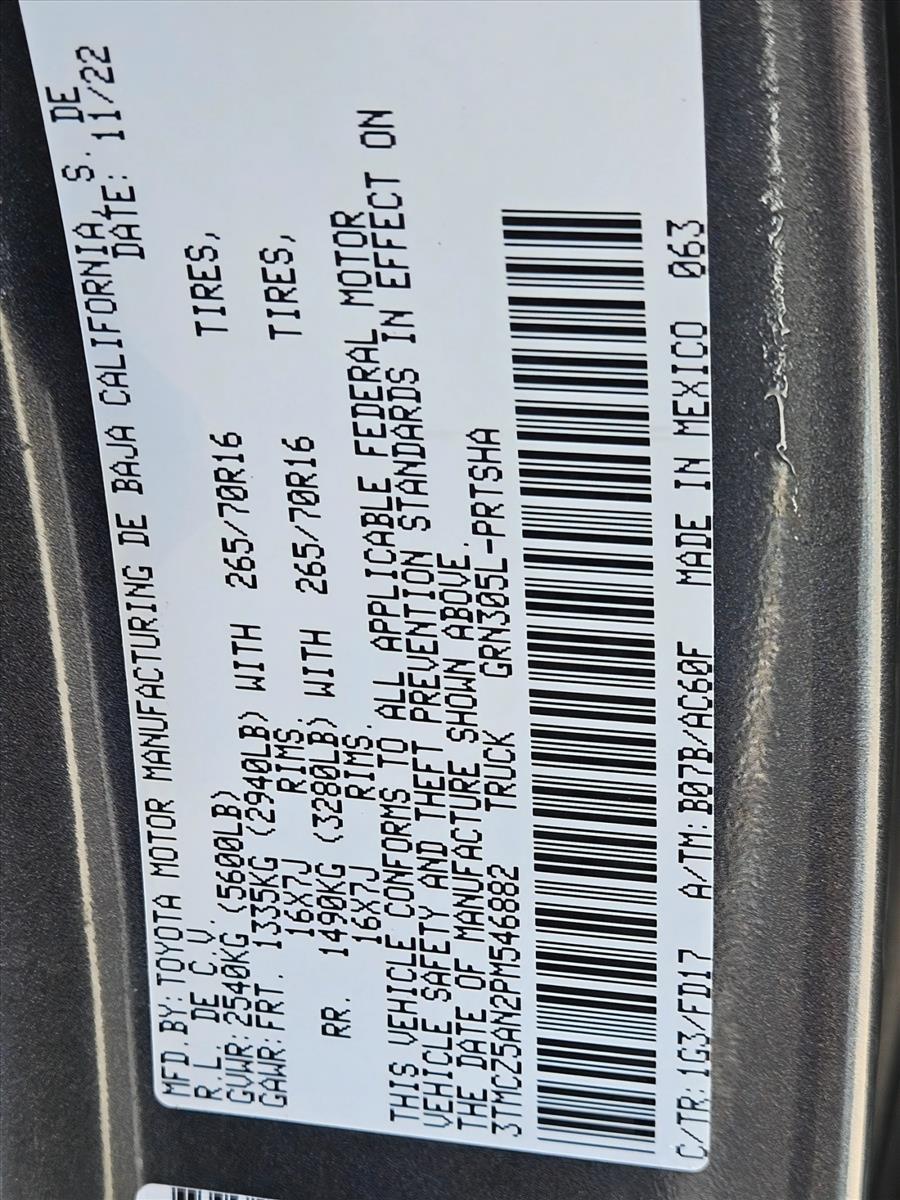 MFD.BY:TOYOTA MOTOR MANUFACTURING DE BAJA CALIFORNIA, S. DE
R.L. DE C.V. DATE: 11/22
GVWR:2540KG (5600LB)
GAWR:FRT. 1335KG (2940LB) WITH 265/70R16 TIRES,
16X7J RIMS.
RR. 1490KG (3280LB) WITH 265/70R16 TIRES,
16X7J RIMS.
THIS VEHICLE CONFORMS TO ALL APPLICABLE FEDERAL MOTOR
VEHICLE SAFETY AND THEFT PREVENTION STANDARDS IN EFFECT ON
THE DATE OF MANUFACTURE SHOWN ABOVE.
3TMCZ5AN2PM546882 TRUCK GRN305L-PRTSHA
C/TR:1G3/FD17 A/TM:B07B/AC60F MADE IN MEXICO 063